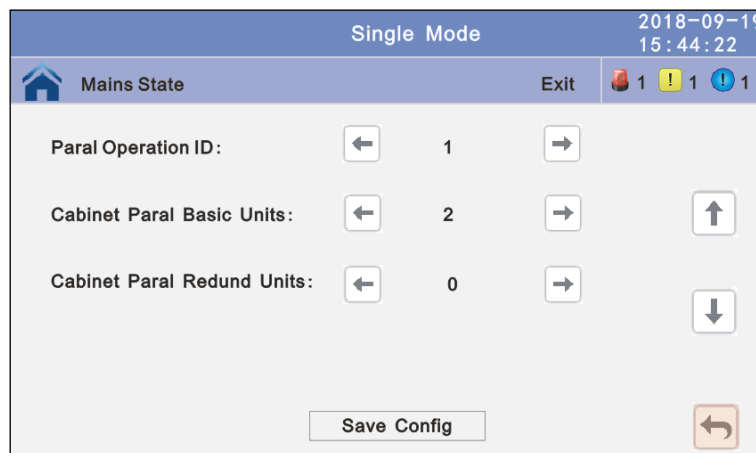 Single Mode
2018-09-19
15:44:22
Mains State Exit 1 ! 1 ! 1
Paral Operation ID: 1
Cabinet Paral Basic Units: 2
Cabinet Paral Redund Units: 0
Save Config